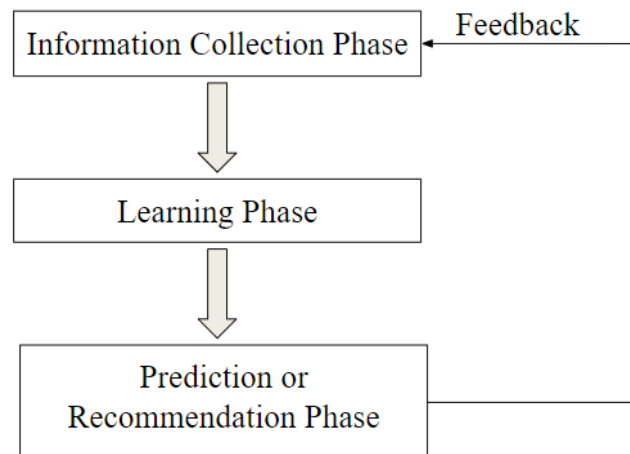 Feedback
Information Collection Phase
Learning Phase
Prediction or
Recommendation Phase